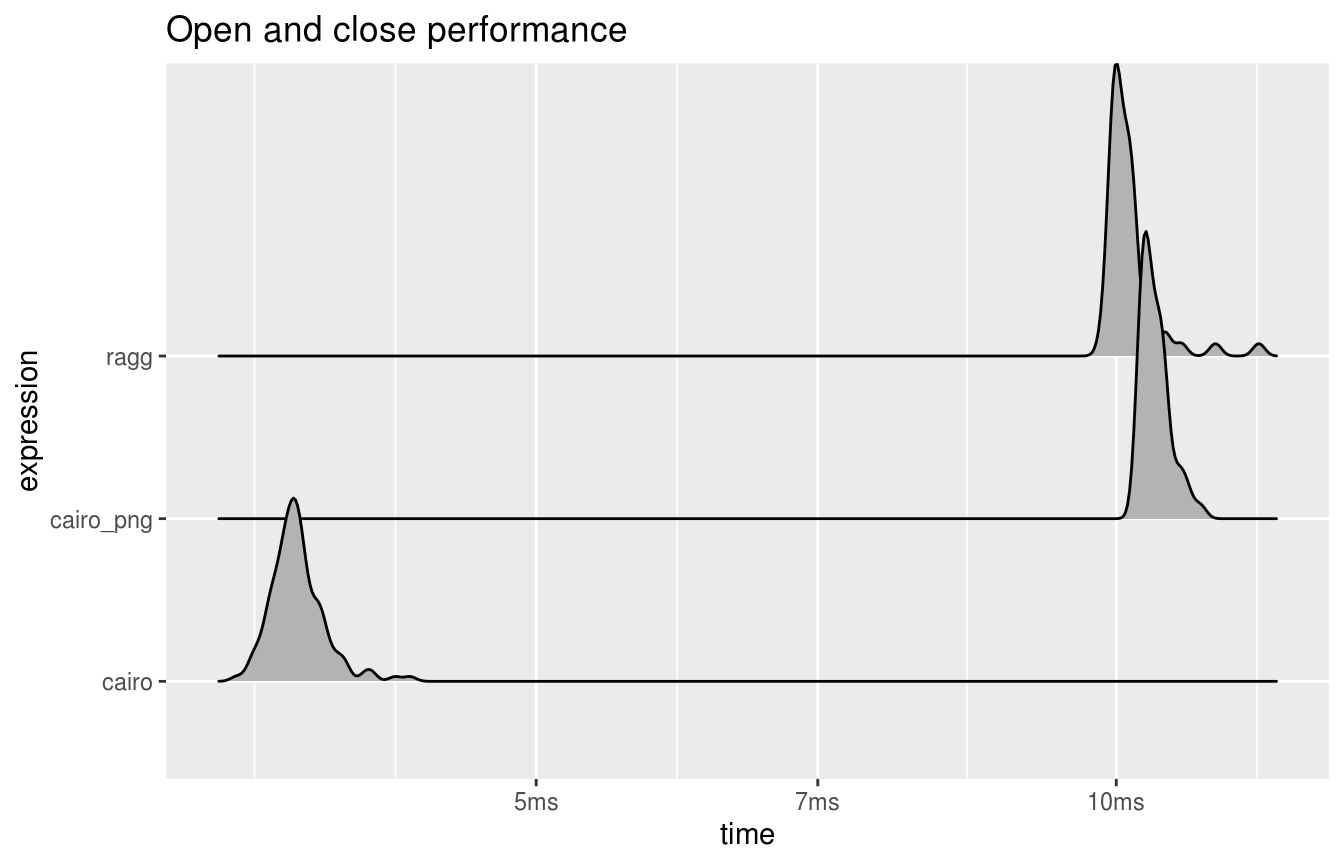 Open and close performance
expression
ragg
cairo_png
cairo
5ms 7ms 10ms
time